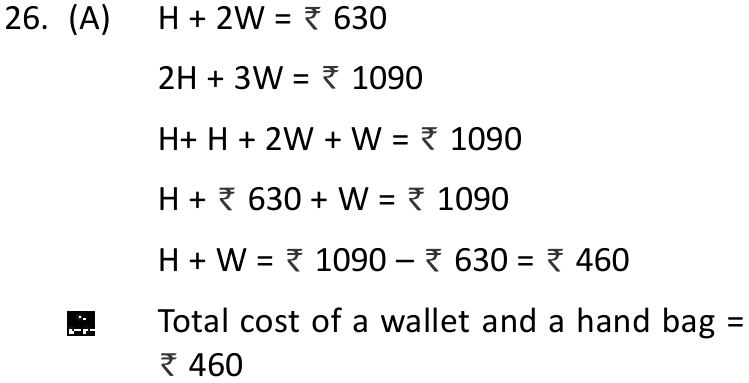 26. (A) H + 2W = ₹ 630
2H + 3W = ₹ 1090
H+ H + 2W + W = ₹ 1090
H + ₹ 630 + W = ₹ 1090
H + W = ₹ 1090 – ₹ 630 = ₹ 460
Total cost of a wallet and a hand bag =
₹ 460